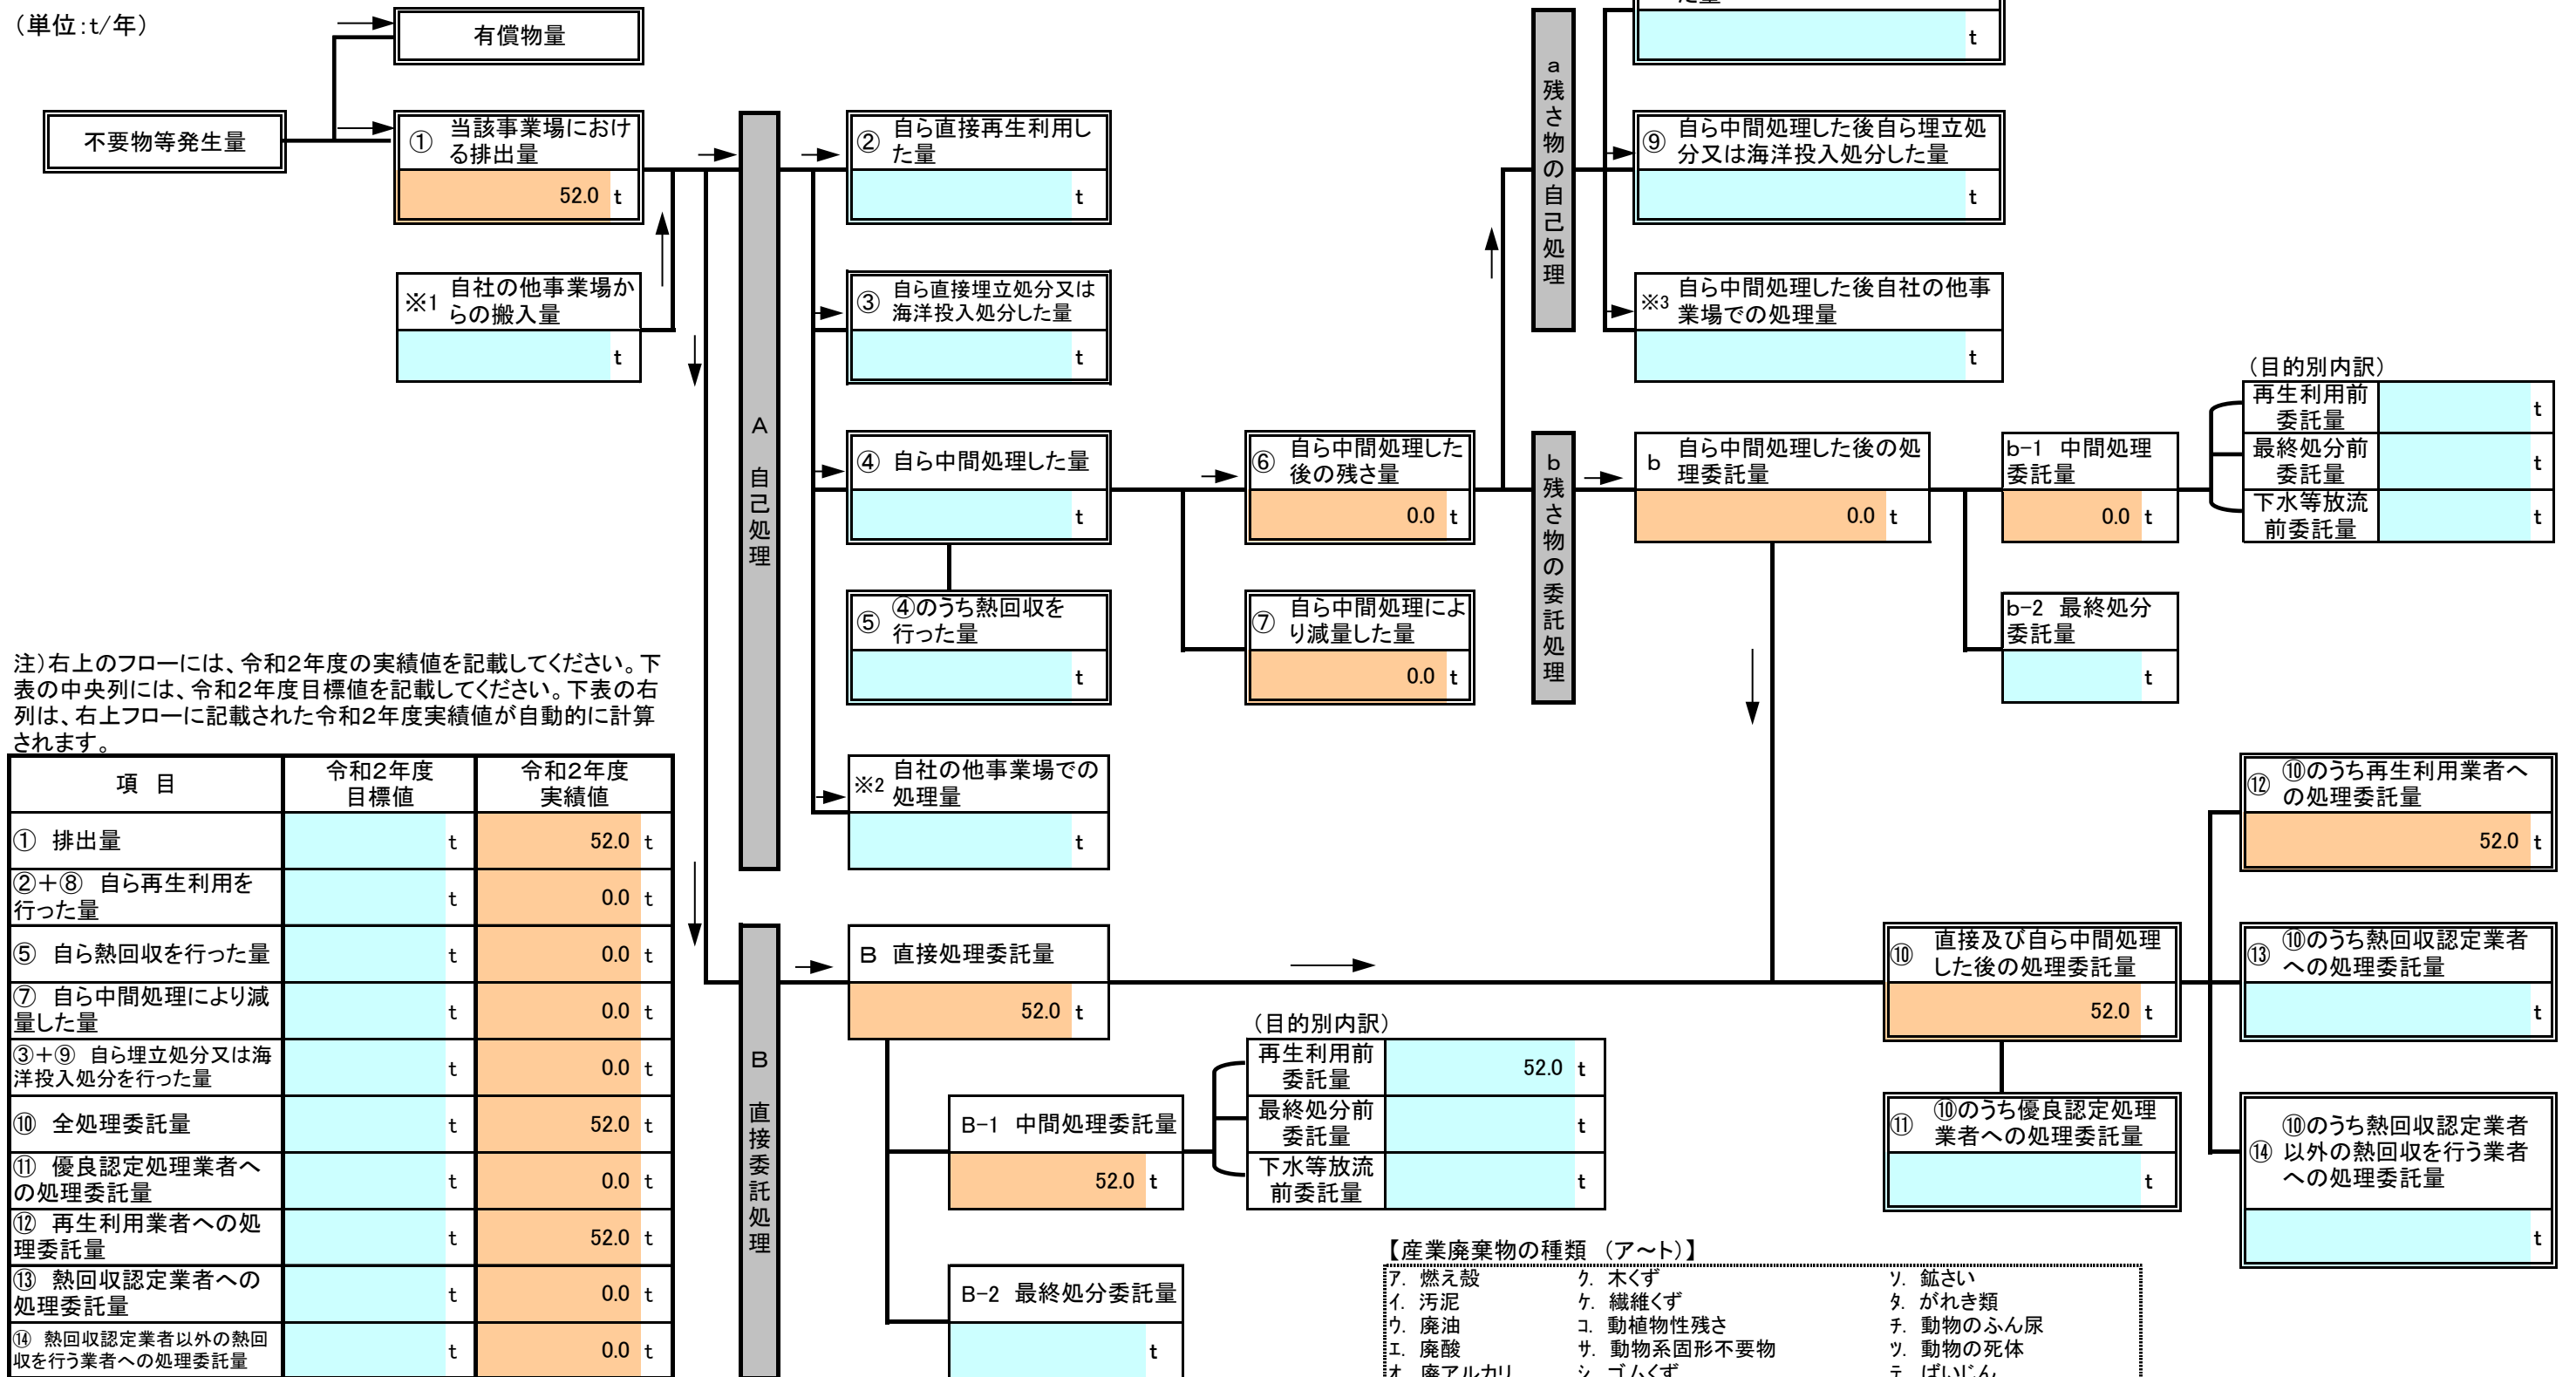 （単位：t/年）
有償物量
不要物等発生量
① 当該事業場におけ
る排出量
52.0 t
※1 自社の他事業場か
らの搬入量
t
A 自己処理
② 自ら直接再生利用し
た量
t
③ 自ら直接埋立処分又は
海洋投入処分した量
t
④ 自ら中間処理した量
t
⑤ ④のうち熱回収を
行った量
t
※2 自社の他事業場での
処理量
t
⑥ 自ら中間処理した
後の残さ量
0.0 t
⑦ 自ら中間処理によ
り減量した量
0.0 t
a 残さ物の自己処理
t
⑨ 自ら中間処理した後自ら埋立処
分又は海洋投入処分した量
t
※3 自ら中間処理した後自社の他事
業場での処理量
t
b 残さ物の委託処理
b 自ら中間処理した後の処
理委託量
0.0 t
b-1 中間処理
委託量
0.0 t
（目的別内訳）
再生利用前
委託量
t
最終処分前
委託量
t
下水等放流
前委託量
t
b-2 最終処分
委託量
t
注）右上のフローには、令和２年度の実績値を記載してください。下
表の中央列には、令和２年度目標値を記載してください。下表の右
列は、右上フローに記載された令和２年度実績値が自動的に計算
されます。
項 目
令和２年度
目標値
令和２年度
実績値
① 排出量 t 52.0 t
②＋⑧ 自ら再生利用を
行った量 t 0.0 t
⑤ 自ら熱回収を行った量 t 0.0 t
⑦ 自ら中間処理により減
量した量 t 0.0 t
③＋⑨ 自ら埋立処分又は海
洋投入処分を行った量 t 0.0 t
⑩ 全処理委託量 t 52.0 t
⑪ 優良認定処理業者へ
の処理委託量 t 0.0 t
⑫ 再生利用業者への処
理委託量 t 52.0 t
⑬ 熱回収認定業者への
処理委託量 t 0.0 t
⑭ 熱回収認定業者以外の熱回
収を行う業者への処理委託量 t 0.0 t
B 直接委託処理
B 直接処理委託量
52.0 t
B-1 中間処理委託量
52.0 t
（目的別内訳）
再生利用前
委託量
52.0 t
最終処分前
委託量
t
下水等放流
前委託量
t
B-2 最終処分委託量
t
⑩ 直接及び自ら中間処理
した後の処理委託量
52.0 t
⑪ ⑩のうち優良認定処理
業者への処理委託量
t
⑫ ⑩のうち再生利用業者へ
の処理委託量
52.0 t
⑬ ⑩のうち熱回収認定業者
への処理委託量
t
⑭ ⑩のうち熱回収認定業者
以外の熱回収を行う業者
への処理委託量
t
【産業廃棄物の種類 （ア～ト）】
ｱ. 燃え殻 ｸ. 木くず ｿ. 鉱さい
ｲ. 汚泥 ｹ. 繊維くず ﾀ. がれき類
ｳ. 廃油 ｺ. 動植物性残さ ﾁ. 動物のふん尿
ｴ. 廃酸 ｻ. 動物系固形不要物 ﾂ. 動物の死体
ｵ. 廃アルカリ ｼ. ゴムくず ﾃ. ばいじん